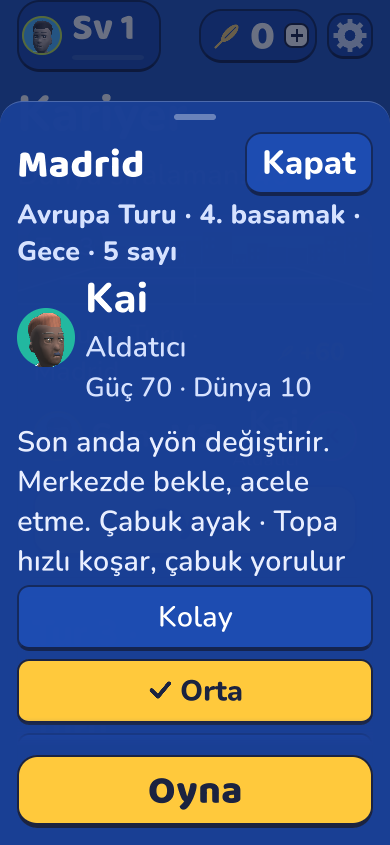 Sv 1
0
Kariyer
Madrid
Kapat
Avrupa Turu · 4. basamak ·
Gece · 5 sayı
Kai
Aldatıcı
Güç 70 · Dünya 10
Son anda yön değiştirir.
Merkezde bekle, acele
etme. Çabuk ayak · Topa
hızlı koşar, çabuk yorulur
Kolay
✓ Orta
Oyna